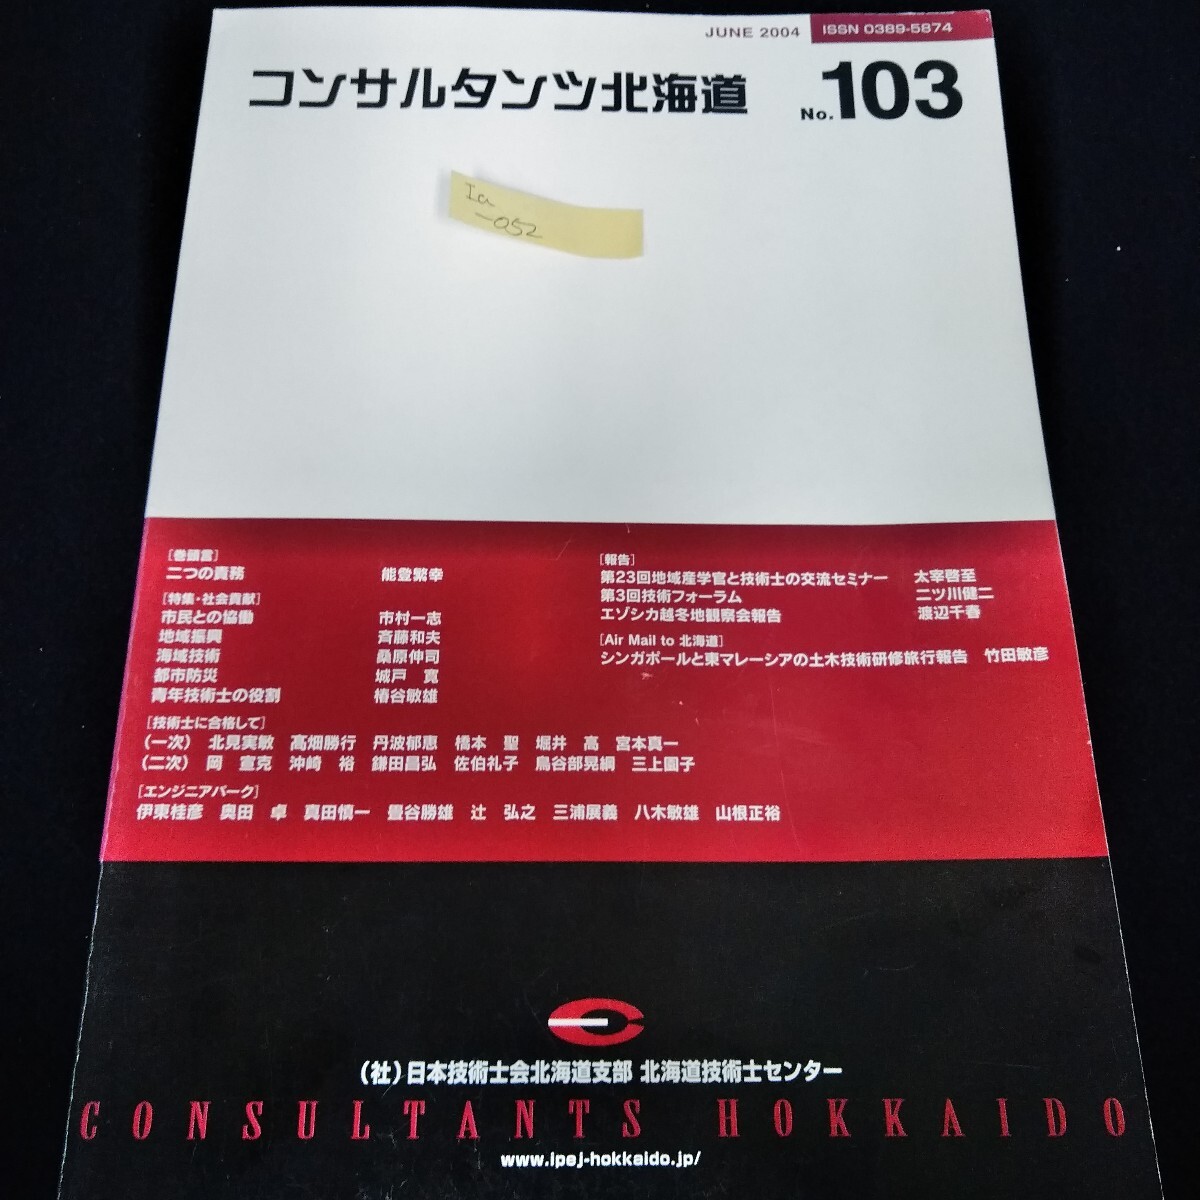 JUNE 2004 ISSN 0389-5874
コンサルタンツ北海道 No.103
Ia
-052
[巻頭言]
二つの責務 能登繁幸
[特集・社会貢献]
市民との協働 市村一志
地域振興 斉藤和夫
海域技術 桑原伸司
都市防災 城戸 寛
青年技術士の役割 椿谷敏雄
[報告]
第23回地域産学官と技術士の交流セミナー 太宰啓至
第3回技術フォーラム 二ツ川健二
エゾシカ越冬地観察会報告 渡辺千春
[Air Mail to 北海道]
シンガポールと東マレーシアの土木技術研修旅行報告 竹田敏彦
[技術士に合格して]
(一次) 北見実敏 髙畑勝行 丹波郁恵 橋本 聖 堀井 高 宮本真一
(二次) 岡 宣克 沖崎 裕 鎌田昌弘 佐伯礼子 鳥谷部晃綱 三上園子
[エンジニアパーク]
伊東桂彦 奥田 卓 真田慎一 畳谷勝雄 辻 弘之 三浦展義 八木敏雄 山根正裕
(社)日本技術士会北海道支部 北海道技術士センター
CONSULTANTS HOKKAIDO
www.ipej-hokkaido.jp/